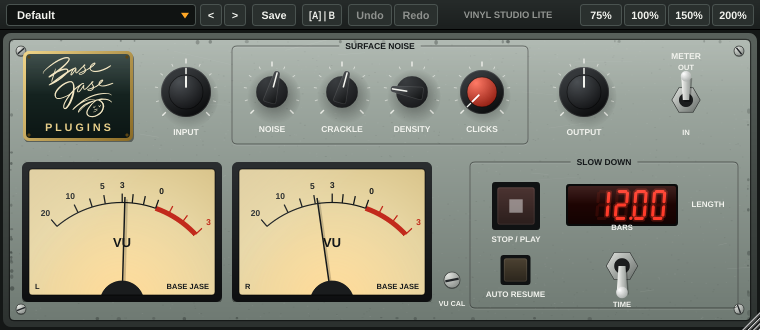 Default
<
>
Save
[A] | B
Undo
Redo
VINYL STUDIO LITE
75%
100%
150%
200%
Base
Jase
PLUGINS
INPUT
SURFACE NOISE
NOISE
CRACKLE
DENSITY
CLICKS
OUTPUT
METER
OUT
IN
20
10
5
3
0
3
VU
L
BASE JASE
20
10
5
3
0
3
VU
R
BASE JASE
VU CAL
SLOW DOWN
STOP / PLAY
12.00
LENGTH
BARS
AUTO RESUME
TIME